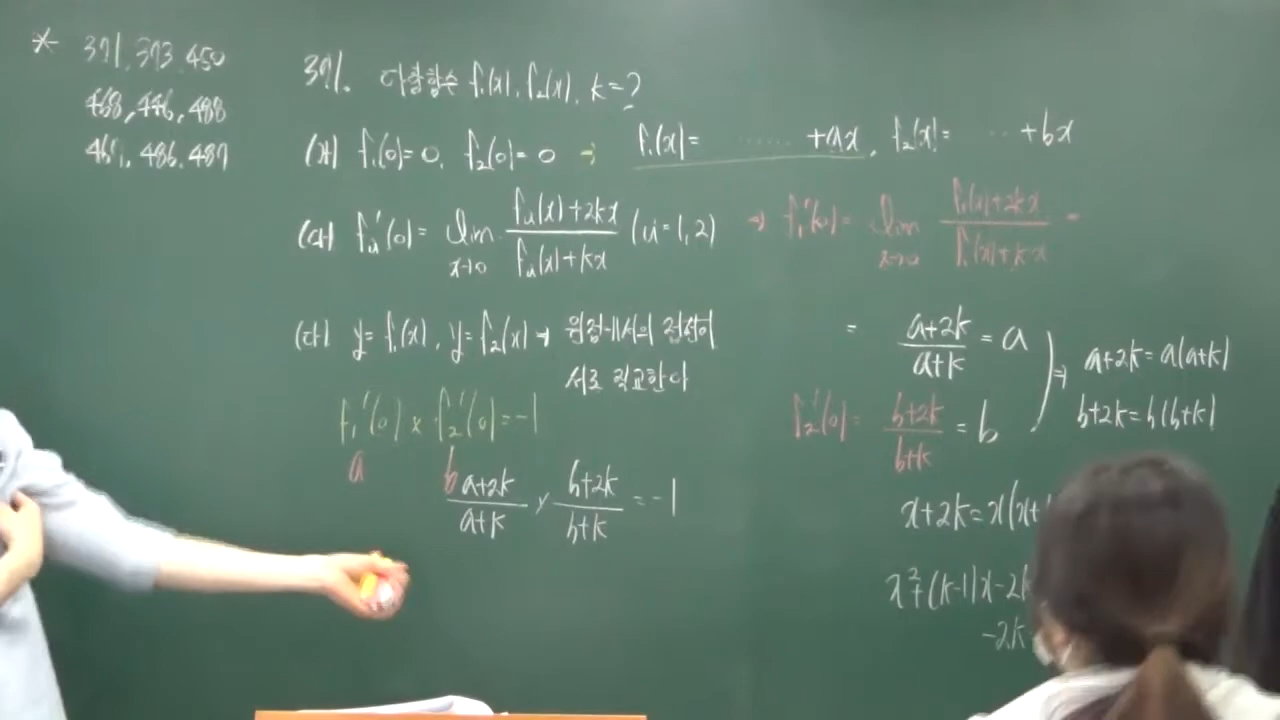 * 371, 373, 450
468, 446, 488
469, 486, 487
371. 다항함수 f₁(x), f₂(x), k=?
(가) f₁(0)=0, f₂(0)=0 → f₁(x)= ...... +ax, f₂(x)= ... +bx
(나) fᵢ'(0)= lim x→0 (fᵢ(x)+2kx)/(fᵢ(x)+kx) (i=1, 2) ⇒ f₁'(0)= lim x→0 (f₁(x)+2kx)/(f₁(x)+kx) =
(다) y=f₁(x), y=f₂(x) → 원점에서의 접선이
서로 직교한다
= (a+2k)/(a+k) = a ⇒ a+2k=a(a+k)
f₂'(0)= (b+2k)/(b+k) = b
b+2k=b(b+k)
f₁'(0) × f₂'(0)=-1
a b
(a+2k)/(a+k) × (b+2k)/(b+k) =-1
x+2k=x(x+
x²+(k-1)x-2k
-2k